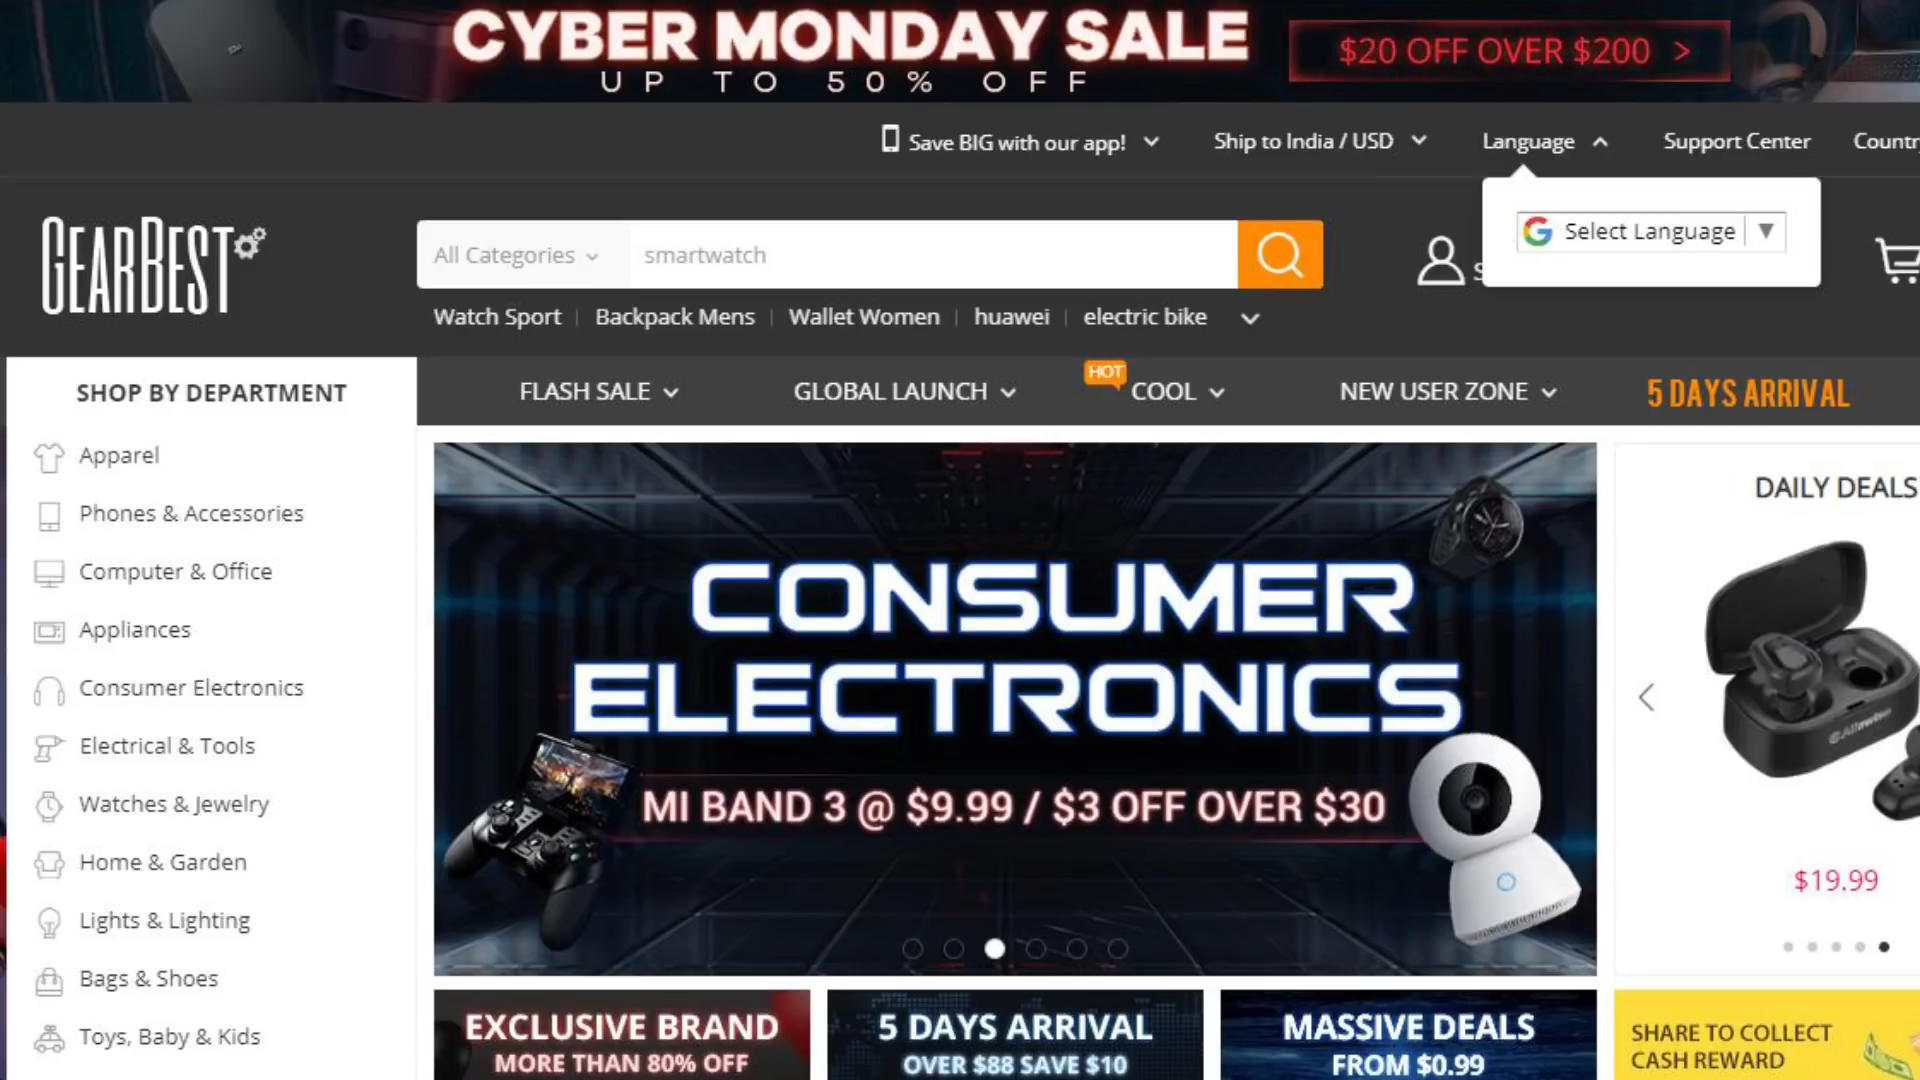 CYBER MONDAY SALE
UP TO 50% OFF
$20 OFF OVER $200 >
Save BIG with our app!
Ship to India / USD
Language
Support Center
GEARBEST
All Categories
smartwatch
Select Language
Watch Sport
Backpack Mens
Wallet Women
huawei
electric bike
SHOP BY DEPARTMENT
FLASH SALE
GLOBAL LAUNCH
HOT
COOL
NEW USER ZONE
5 DAYS ARRIVAL
Apparel
Phones & Accessories
Computer & Office
Appliances
Consumer Electronics
Electrical & Tools
Watches & Jewelry
Home & Garden
Lights & Lighting
Bags & Shoes
Toys, Baby & Kids
CONSUMER
ELECTRONICS
MI BAND 3 @ $9.99 / $3 OFF OVER $30
DAILY DEALS
$19.99
EXCLUSIVE BRAND
MORE THAN 80% OFF
5 DAYS ARRIVAL
OVER $88 SAVE $10
MASSIVE DEALS
FROM $0.99
SHARE TO COLLECT
CASH REWARD